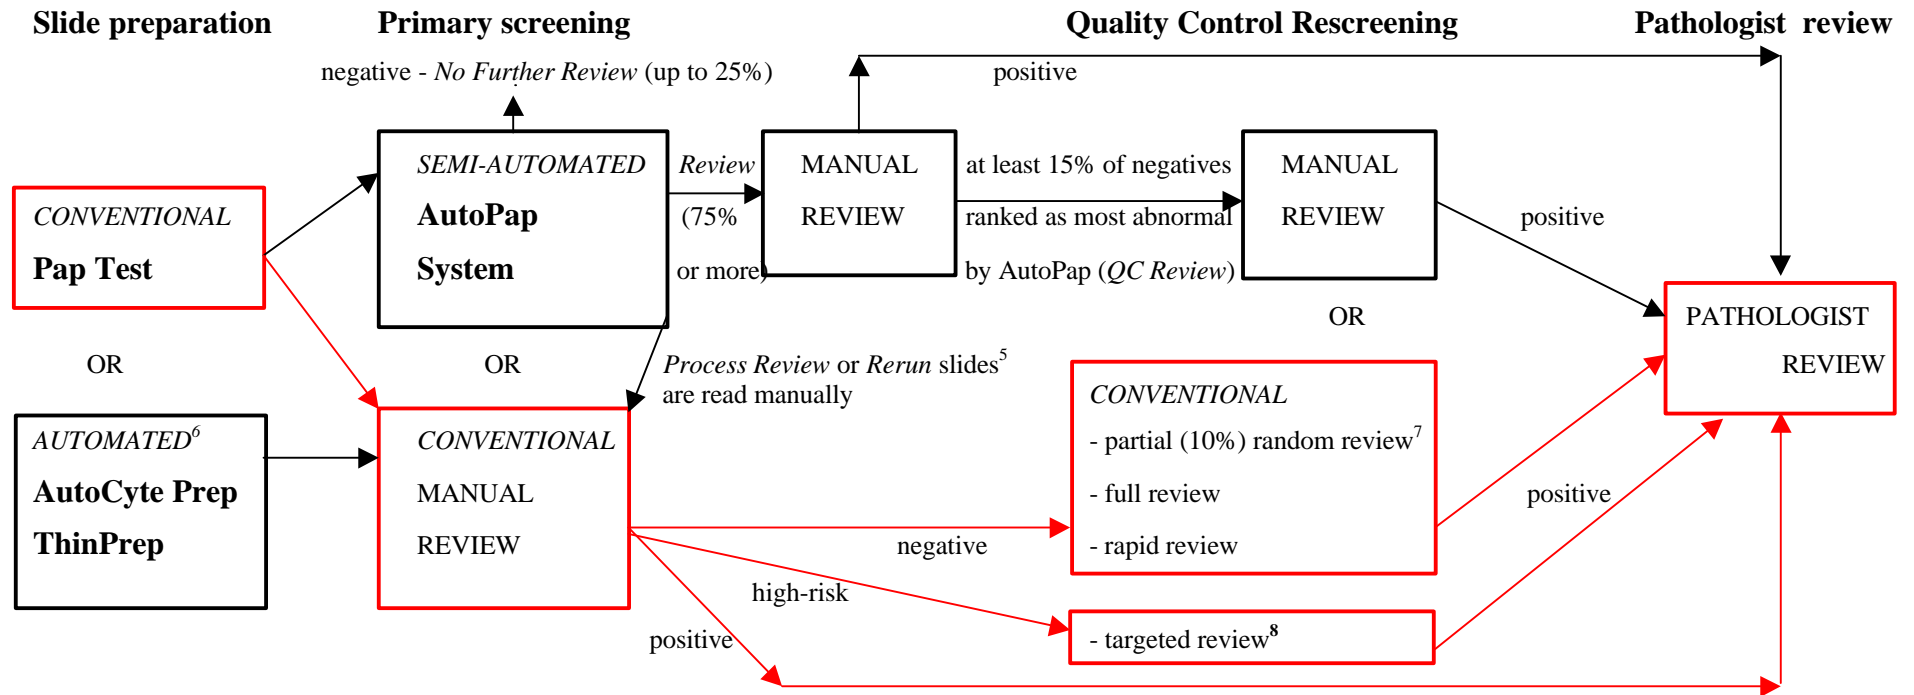 Slide preparation
Primary screening
Quality Control Rescreening
Pathologist review
negative - No Further Review (up to 25%)
positive
SEMI-AUTOMATED
AutoPap
System
Review
(75%
or more)
MANUAL
REVIEW
at least 15% of negatives
ranked as most abnormal
by AutoPap (QC Review)
MANUAL
REVIEW
positive
CONVENTIONAL
Pap Test
OR
OR
Process Review or Rerun slides5
are read manually
OR
PATHOLOGIST
REVIEW
AUTOMATED6
AutoCyte Prep
ThinPrep
CONVENTIONAL
MANUAL
REVIEW
CONVENTIONAL
- partial (10%) random review7
- full review
- rapid review
negative
positive
high-risk
- targeted review8
positive